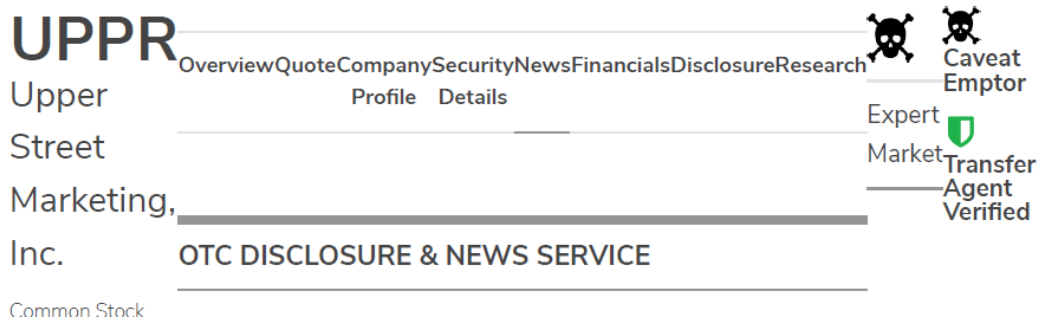 UPPR
Upper
Street
Marketing,
Inc.
Common Stock
Overview Quote Company Profile Security Details News Financials Disclosure Research
OTC DISCLOSURE & NEWS SERVICE
Expert
Market
Caveat
Emptor
Transfer
Agent
Verified